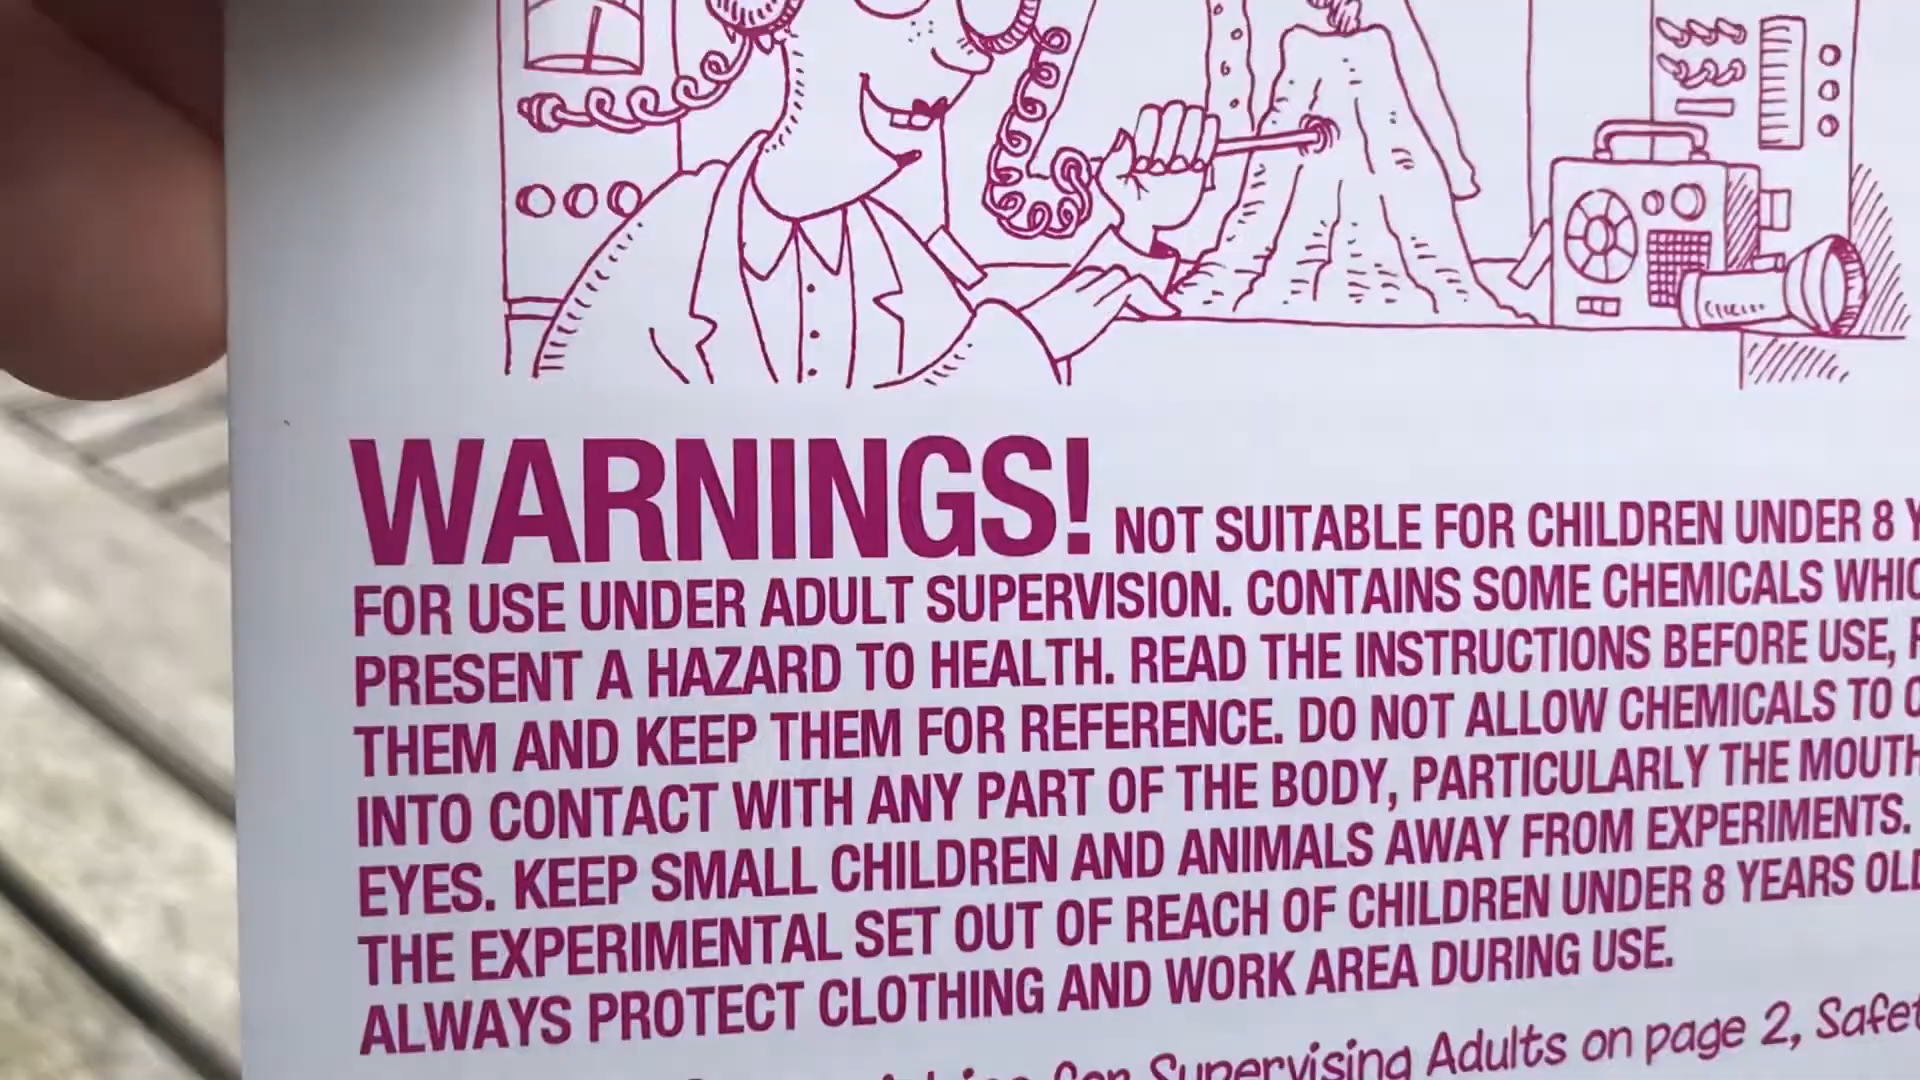 WARNINGS! NOT SUITABLE FOR CHILDREN UNDER 8
FOR USE UNDER ADULT SUPERVISION. CONTAINS SOME CHEMICALS
PRESENT A HAZARD TO HEALTH. READ THE INSTRUCTIONS BEFORE USE,
THEM AND KEEP THEM FOR REFERENCE. DO NOT ALLOW CHEMICALS TO
INTO CONTACT WITH ANY PART OF THE BODY, PARTICULARLY THE MOUTH
EYES. KEEP SMALL CHILDREN AND ANIMALS AWAY FROM EXPERIMENTS.
THE EXPERIMENTAL SET OUT OF REACH OF CHILDREN UNDER 8 YEARS OLD
ALWAYS PROTECT CLOTHING AND WORK AREA DURING USE.
for Supervising Adults on page 2,